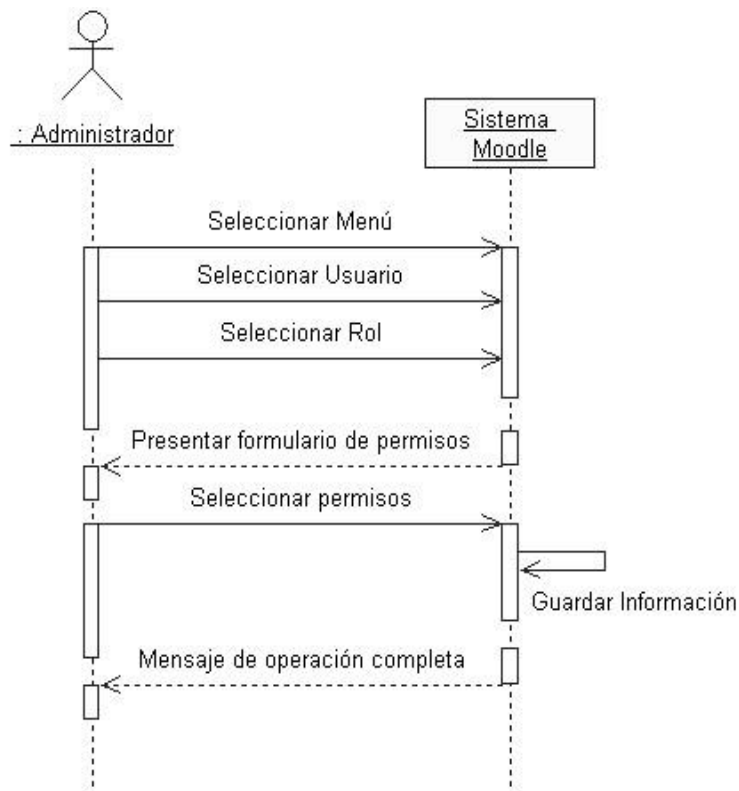 : Administrador
Sistema
Moodle
Seleccionar Menú
Seleccionar Usuario
Seleccionar Rol
Presentar formulario de permisos
Seleccionar permisos
Guardar Información
Mensaje de operación completa